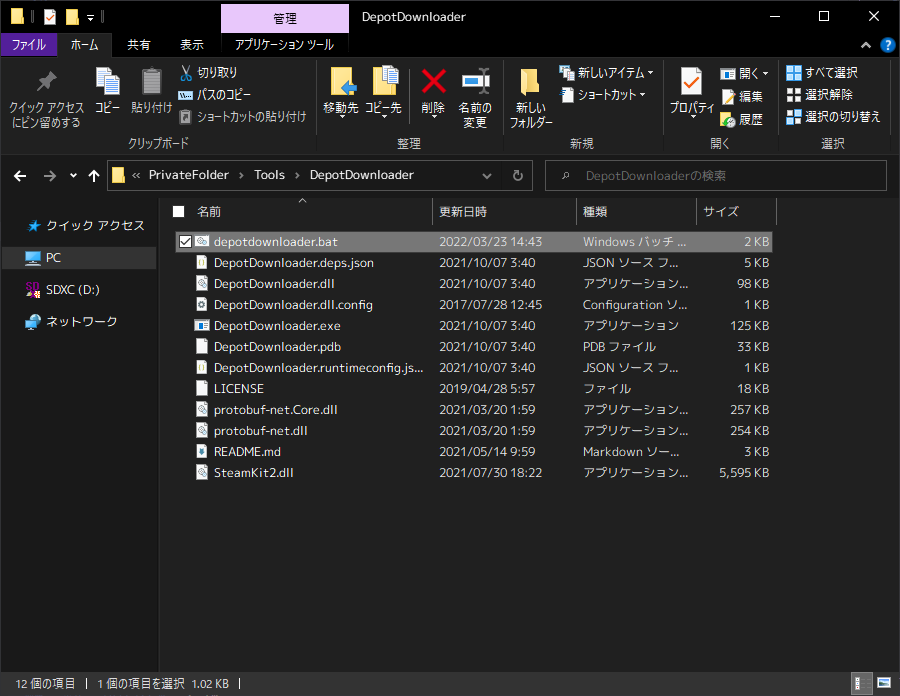 管理
DepotDownloader
ファイル
ホーム
共有
表示
アプリケーション ツール
クイック アクセス
にピン留めする
コピー
貼り付け
切り取り
パスのコピー
ショートカットの貼り付け
クリップボード
移動先
コピー先
削除
名前の
変更
整理
新しい
フォルダー
新しいアイテム
ショートカット
新規
プロパティ
開く
編集
履歴
開く
すべて選択
選択解除
選択の切り替え
選択
« PrivateFolder › Tools › DepotDownloader
DepotDownloaderの検索
クイック アクセス
PC
SDXC (D:)
ネットワーク
名前 更新日時 種類 サイズ
depotdownloader.bat 2022/03/23 14:43 Windows バッチ ... 2 KB
DepotDownloader.deps.json 2021/10/07 3:40 JSON ソース フ... 5 KB
DepotDownloader.dll 2021/10/07 3:40 アプリケーション... 98 KB
DepotDownloader.dll.config 2017/07/28 12:45 Configuration ソ... 1 KB
DepotDownloader.exe 2021/10/07 3:40 アプリケーション 125 KB
DepotDownloader.pdb 2021/10/07 3:40 PDB ファイル 33 KB
DepotDownloader.runtimeconfig.js... 2021/10/07 3:40 JSON ソース フ... 1 KB
LICENSE 2019/04/28 5:57 ファイル 18 KB
protobuf-net.Core.dll 2021/03/20 1:59 アプリケーション... 257 KB
protobuf-net.dll 2021/03/20 1:59 アプリケーション... 254 KB
README.md 2021/05/14 9:59 Markdown ソー... 3 KB
SteamKit2.dll 2021/07/30 18:22 アプリケーション... 5,595 KB
12 個の項目 1 個の項目を選択 1.02 KB